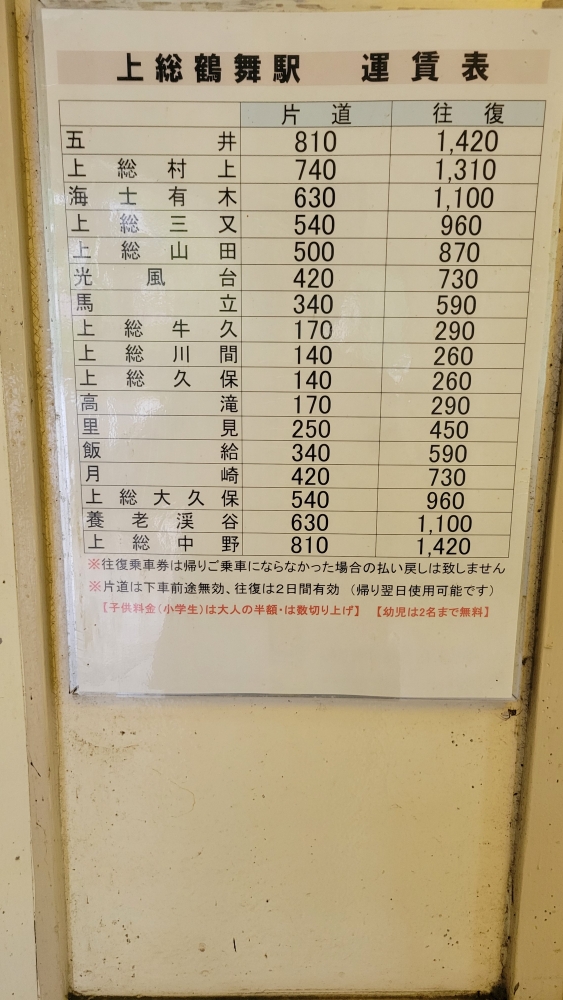 上総鶴舞駅 運賃表
片道 往復
五井 810 1,420
上総村上 740 1,310
海士有木 630 1,100
上総三又 540 960
上総山田 500 870
光風台 420 730
馬立 340 590
上総牛久 170 290
上総川間 140 260
上総久保 140 260
高滝 170 290
里見 250 450
飯給 340 590
月崎 420 730
上総大久保 540 960
養老渓谷 630 1,100
上総中野 810 1,420
※往復乗車券は帰りご乗車にならなかった場合の払い戻しは致しません
※片道は下車前途無効、往復は2日間有効 (帰り翌日使用可能です)
【子供料金(小学生)は大人の半額・は数切り上げ】 【幼児は2名まで無料】